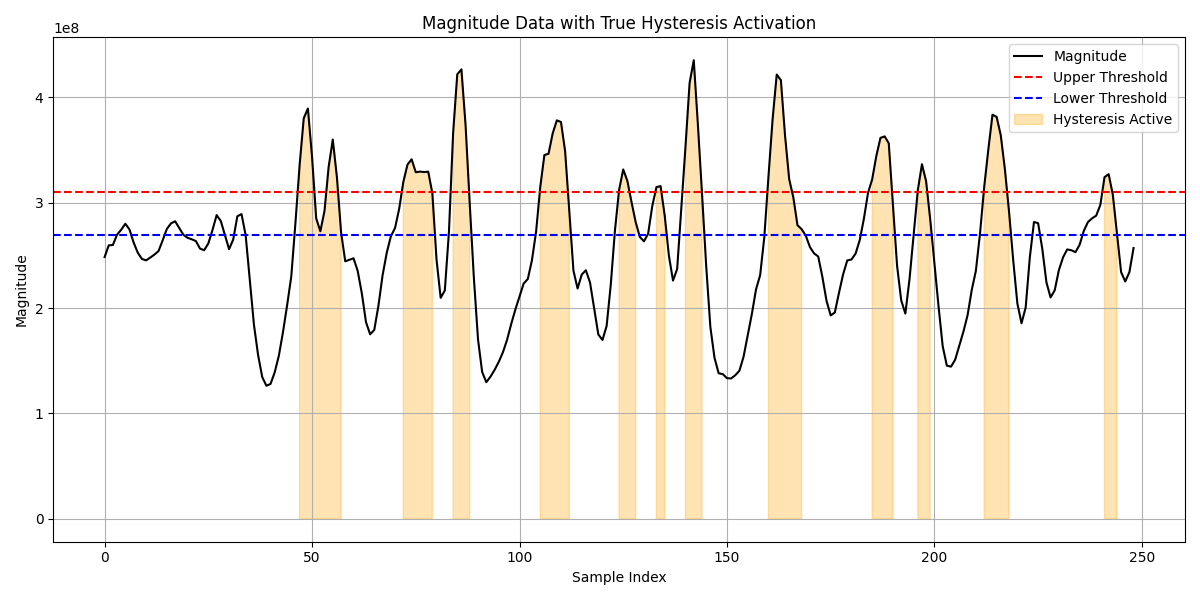 Magnitude Data with True Hysteresis Activation
1e8
Magnitude
Upper Threshold
Lower Threshold
Hysteresis Active
4
3
2
1
0
Magnitude
0 50 100 150 200 250
Sample Index